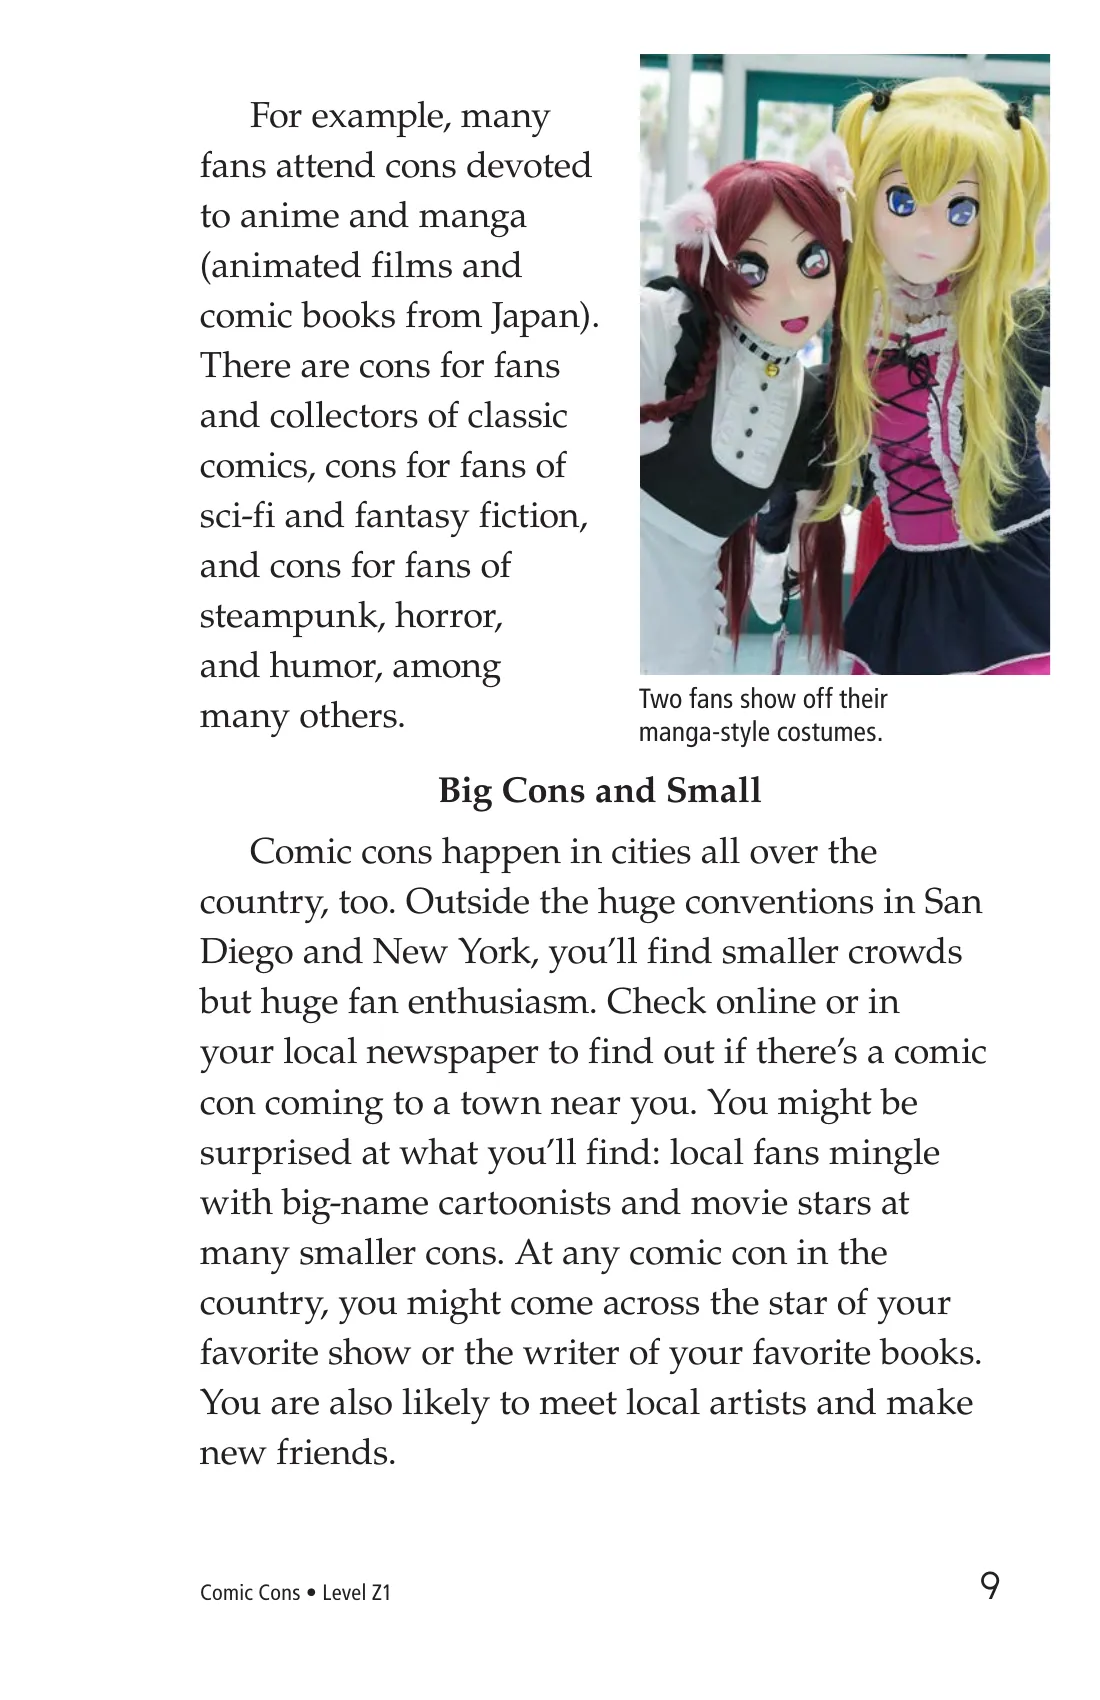 For example, many
fans attend cons devoted
to anime and manga
(animated films and
comic books from Japan).
There are cons for fans
and collectors of classic
comics, cons for fans of
sci-fi and fantasy fiction,
and cons for fans of
steampunk, horror,
and humor, among
many others.
Two fans show off their
manga-style costumes.
Big Cons and Small
Comic cons happen in cities all over the
country, too. Outside the huge conventions in San
Diego and New York, you’ll find smaller crowds
but huge fan enthusiasm. Check online or in
your local newspaper to find out if there’s a comic
con coming to a town near you. You might be
surprised at what you’ll find: local fans mingle
with big-name cartoonists and movie stars at
many smaller cons. At any comic con in the
country, you might come across the star of your
favorite show or the writer of your favorite books.
You are also likely to meet local artists and make
new friends.
Comic Cons • Level Z1
9